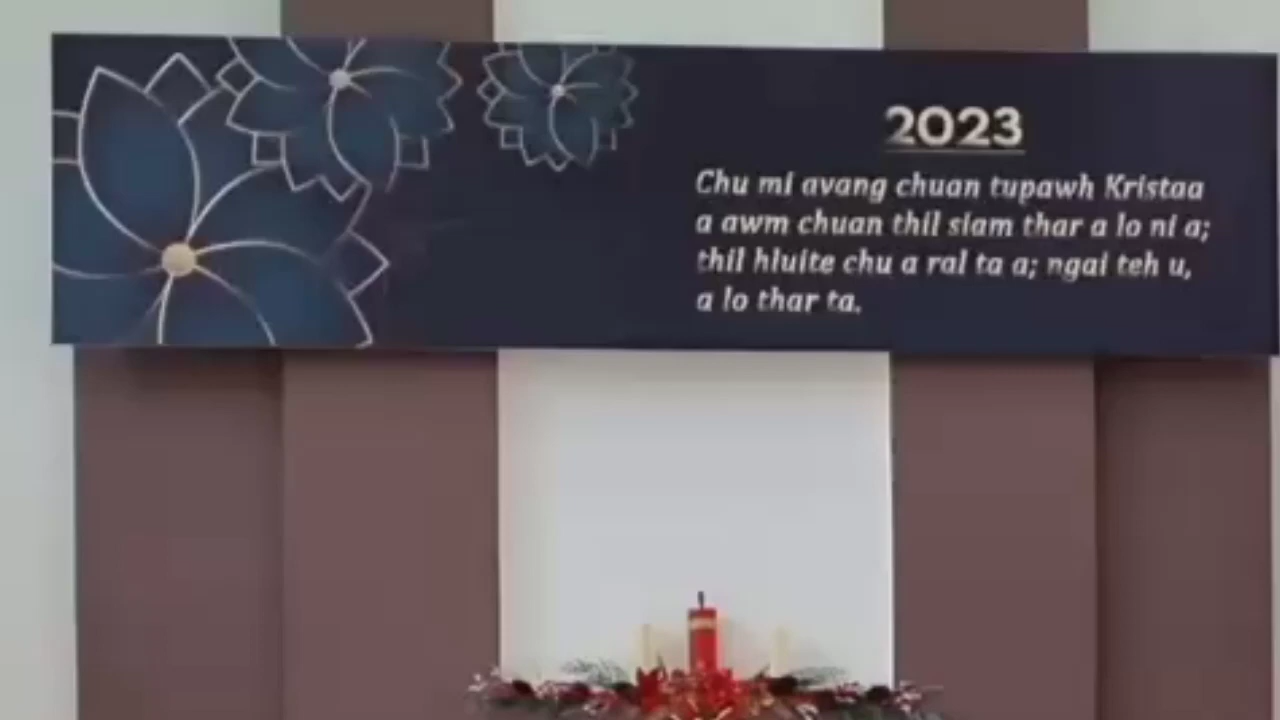 2023
Chu mi avang chuan tupawh Kristaa
a awm chuan thil siam thar a lo ni a;
thil hluite chu a ral ta a; ngai teh u,
a lo thar ta.